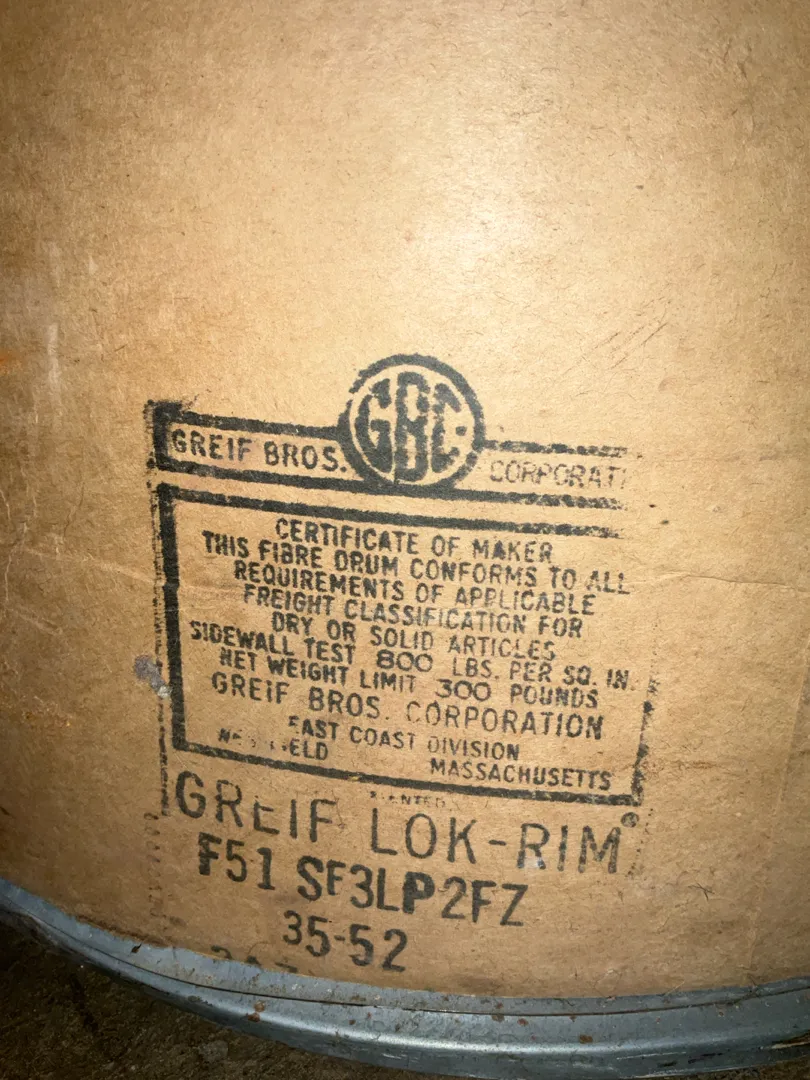 GBC
GREIF BROS. CORPORATI
CERTIFICATE OF MAKER
THIS FIBRE DRUM CONFORMS TO ALL
REQUIREMENTS OF APPLICABLE
FREIGHT CLASSIFICATION FOR
DRY OR SOLID ARTICLES
SIDEWALL TEST 800 LBS. PER SQ. IN.
NET WEIGHT LIMIT 300 POUNDS
GREIF BROS. CORPORATION
EAST COAST DIVISION
MASSACHUSETTS
GREIF LOK-RIM®
F51 SF3LP2FZ
35-52